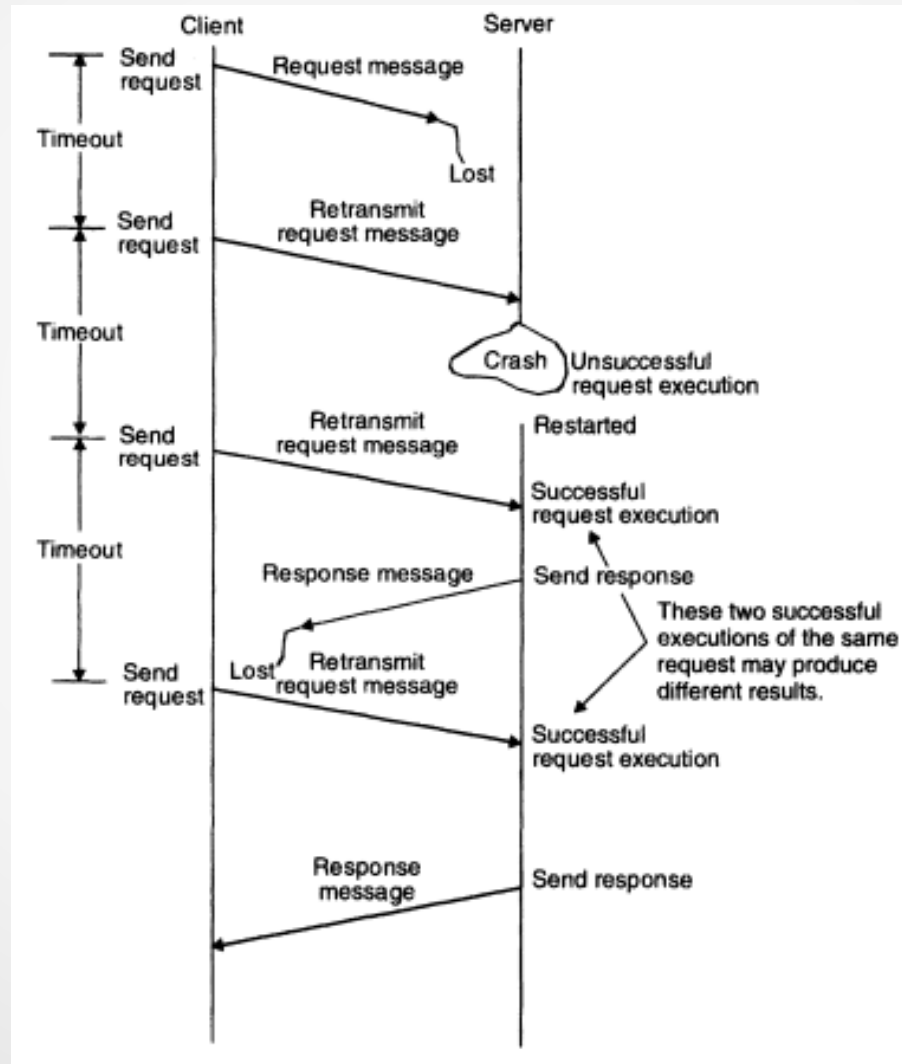 Client
Server
Send
request
Request message
Timeout
Lost
Send
request
Retransmit
request message
Timeout
Crash
Unsuccessful
request execution
Send
request
Retransmit
request message
Restarted
Successful
request execution
Timeout
Response message
Send response
These two successful
executions of the same
request may produce
different results.
Lost
Send
request
Retransmit
request message
Successful
request execution
Response
message
Send response